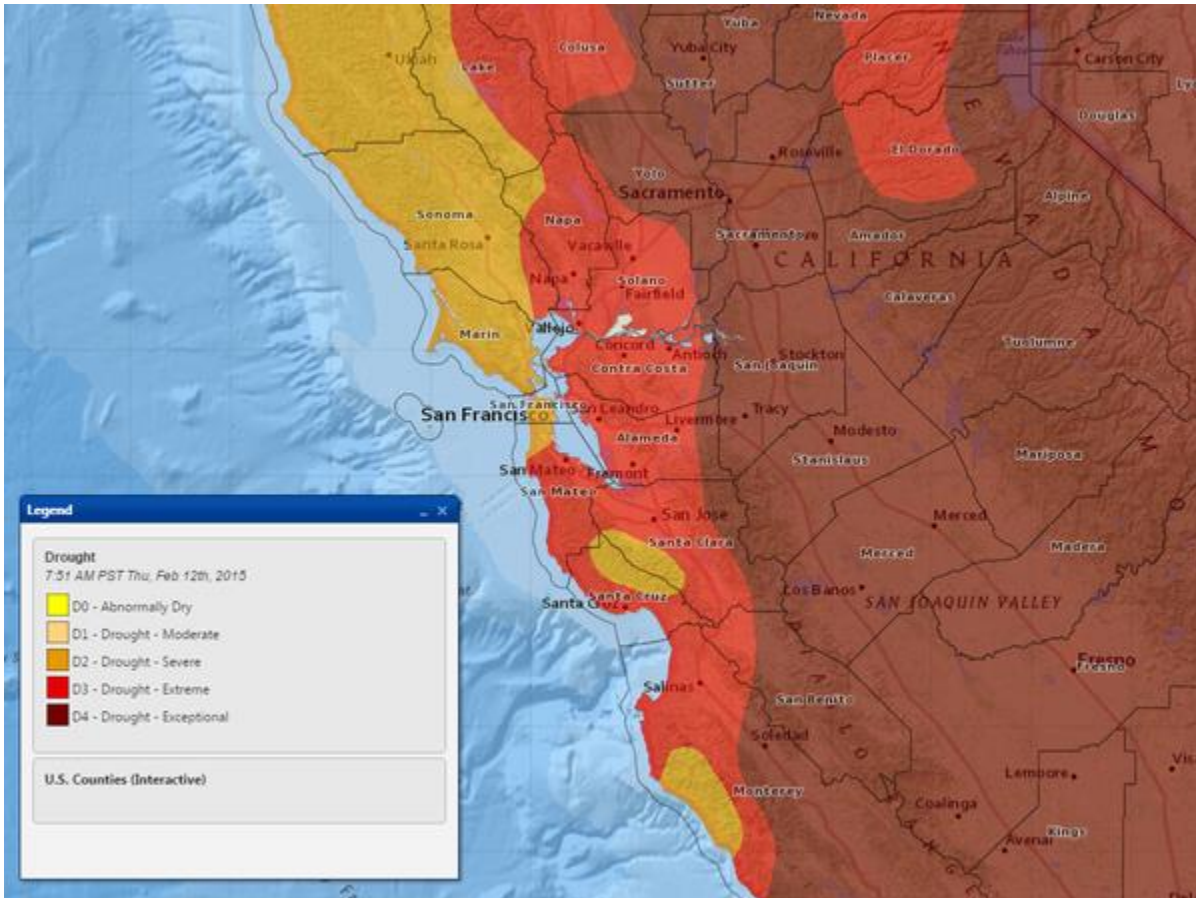 Yuba
Nevada
Ukiah
Lake
Colusa
Yuba City
Sutter
Placer
Carson City
Douglas
El Dorado
Roseville
Yolo
Sacramento
Alpine
Sonoma
Santa Rosa
Napa
Vacaville
Sacramento
Amador
CALIFORNIA
NEVADA
Napa
Solano
Fairfield
Calaveras
Marin
Vallejo
Concord
Antioch
Contra Costa
San Joaquin
Stockton
Tuolumne
San Francisco
San Francisco
San Leandro
Livermore
Tracy
Alameda
Modesto
Stanislaus
Mariposa
San Mateo
Fremont
San Mateo
San Jose
Santa Clara
Merced
Merced
Madera
Santa Cruz
Santa Cruz
Los Banos
SAN JOAQUIN VALLEY
Fresno
Fresno
Salinas
San Benito
Soledad
Monterey
Lemoore
Coalinga
Kings
Avenal
Legend
Drought
7:51 AM PST Thu, Feb 12th, 2015
D0 - Abnormally Dry
D1 - Drought - Moderate
D2 - Drought - Severe
D3 - Drought - Extreme
D4 - Drought - Exceptional
U.S. Counties (Interactive)